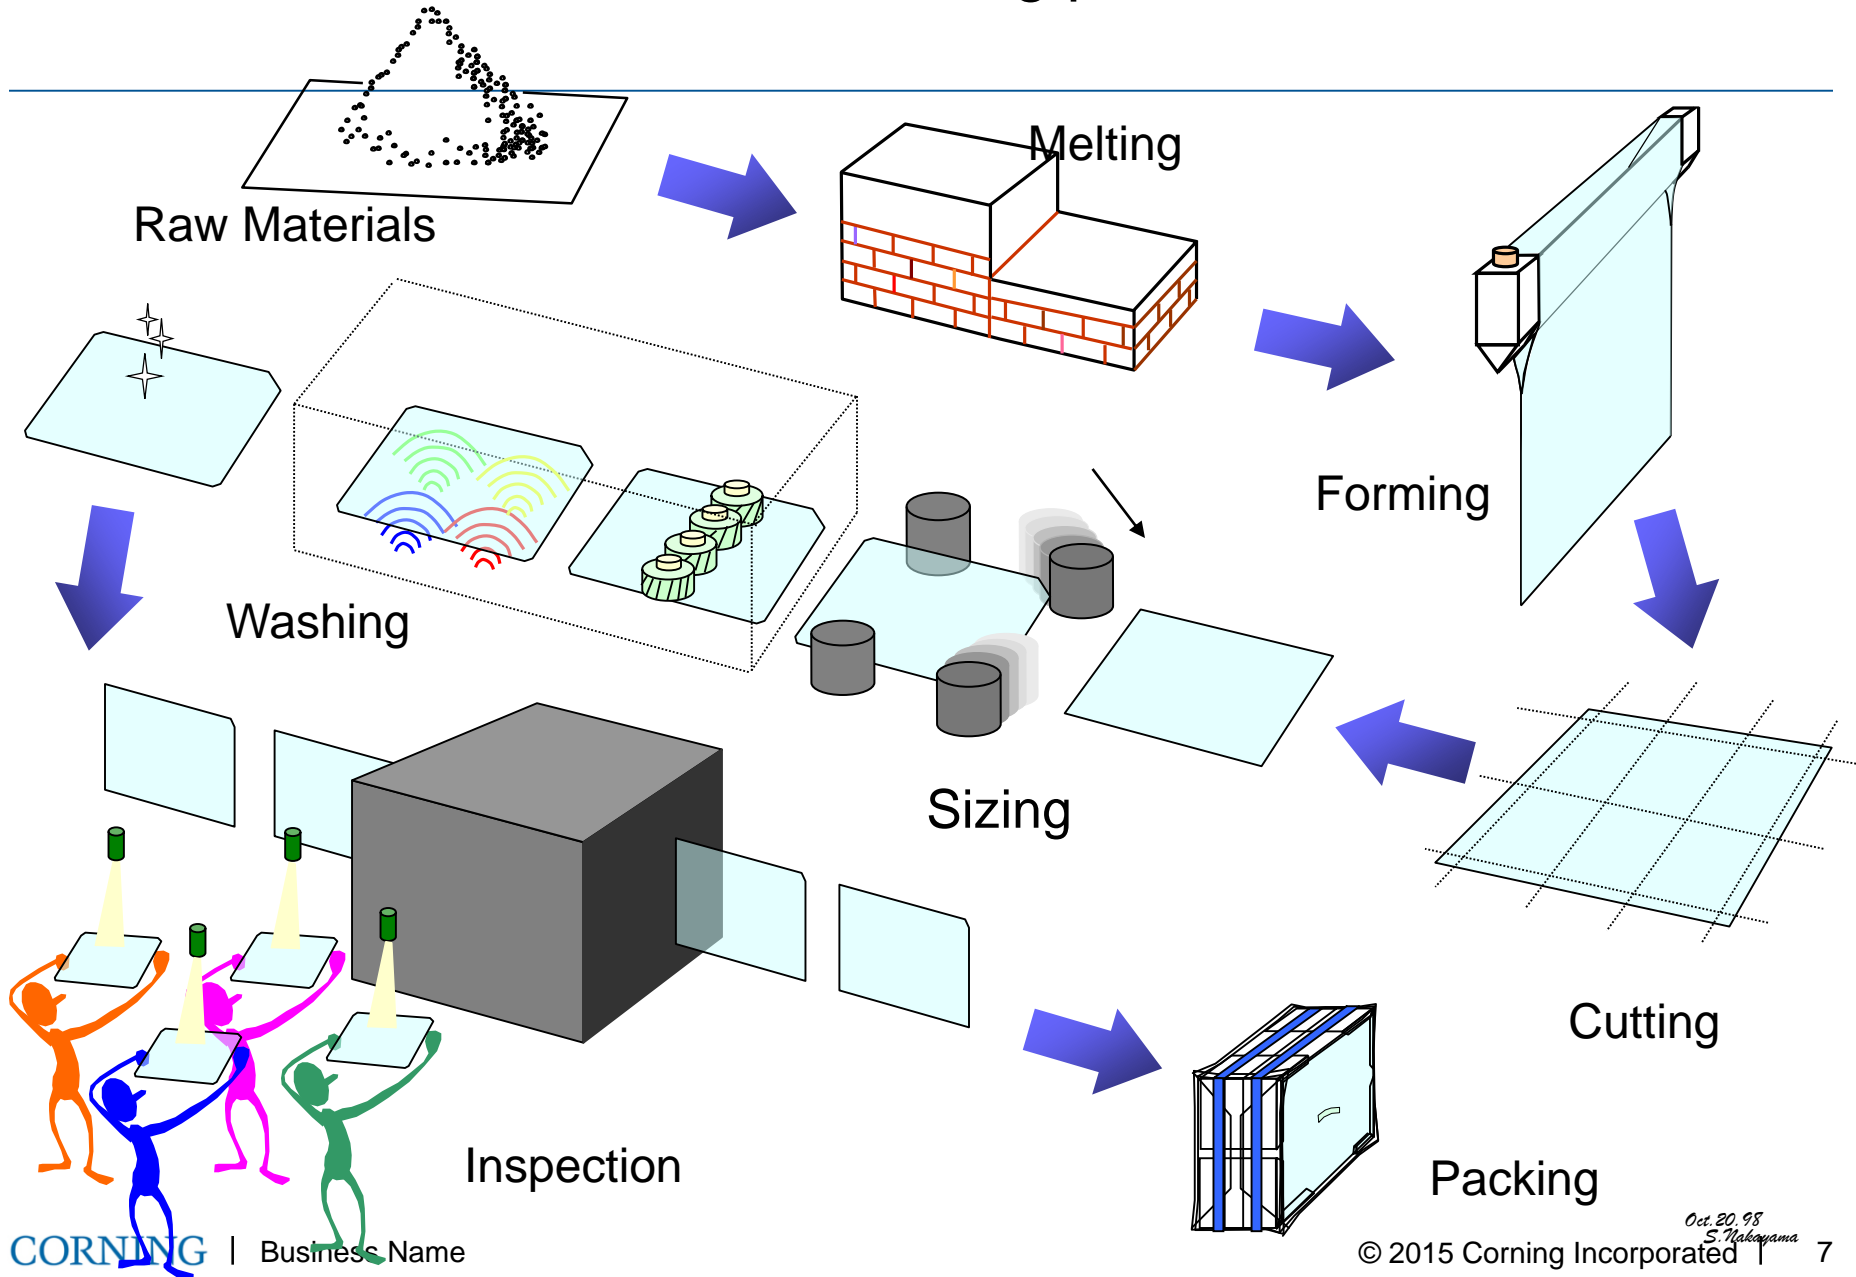 Melting
Raw Materials
Forming
Washing
Sizing
Cutting
Inspection
Packing
Oct.20.98
S.Nakayama
CORNING | Business Name
© 2015 Corning Incorporated | 7